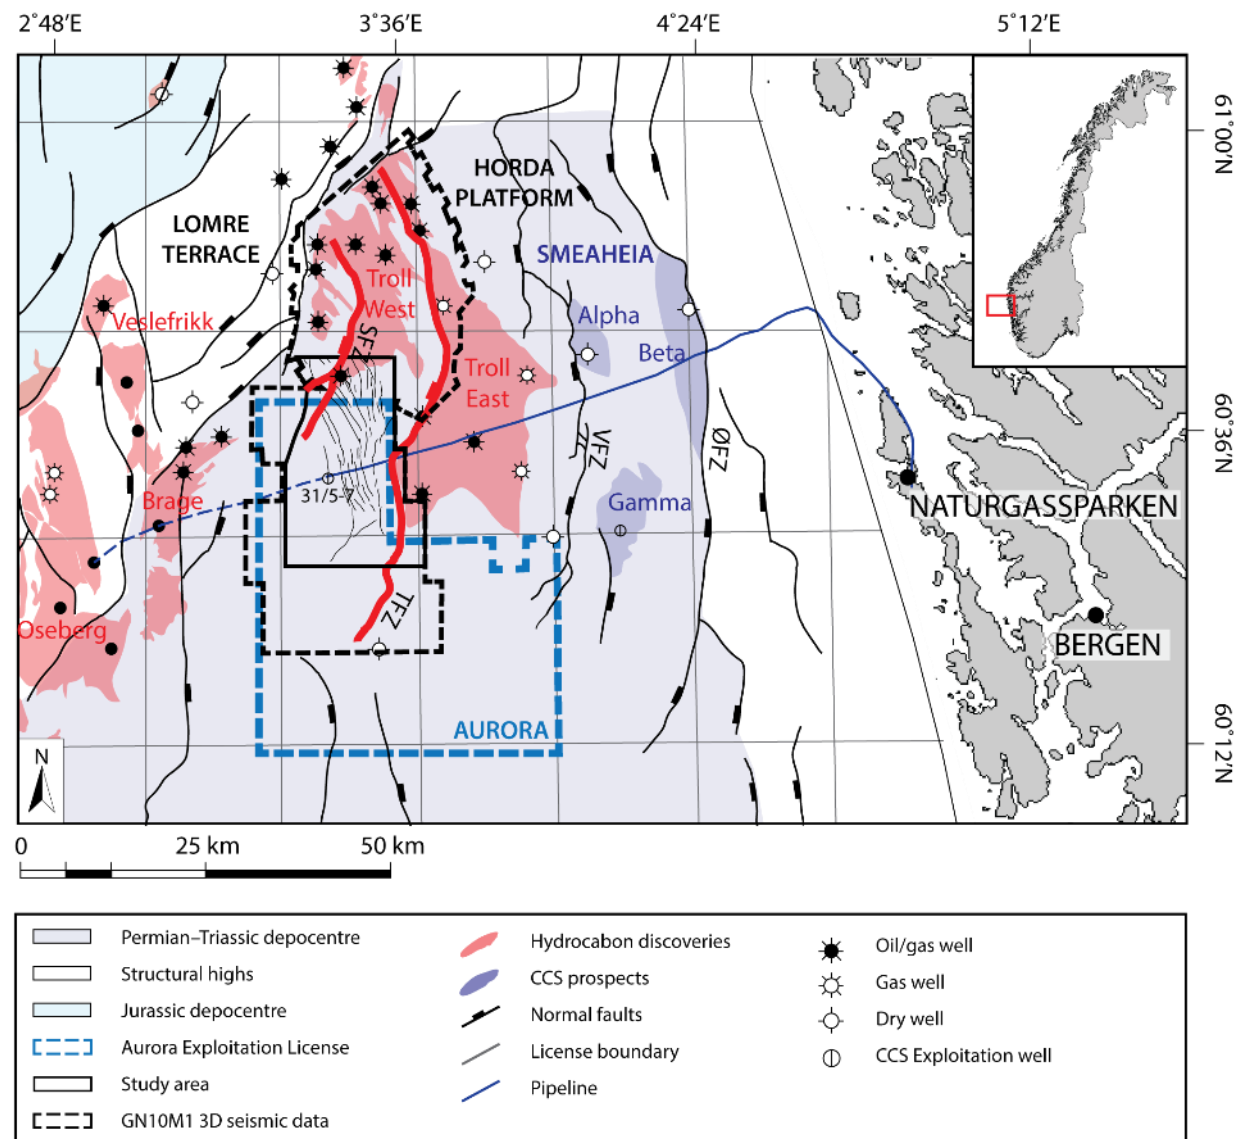 2°48'E
3°36'E
4°24'E
5°12'E
61°00'N
HORDA
PLATFORM
LOMRE
TERRACE
SMEAHEIA
Troll
West
Veslefrikk
SFZ
Alpha
Beta
Troll
East
60°36'N
VFZ
ØFZ
31/5-7
Brage
Gamma
NATURGASSPARKEN
TFZ
Oseberg
BERGEN
AURORA
60°12'N
N
0
25 km
50 km
Permian–Triassic depocentre
Structural highs
Jurassic depocentre
Aurora Exploitation License
Study area
GN10M1 3D seismic data
Hydrocabon discoveries
CCS prospects
Normal faults
License boundary
Pipeline
Oil/gas well
Gas well
Dry well
CCS Exploitation well